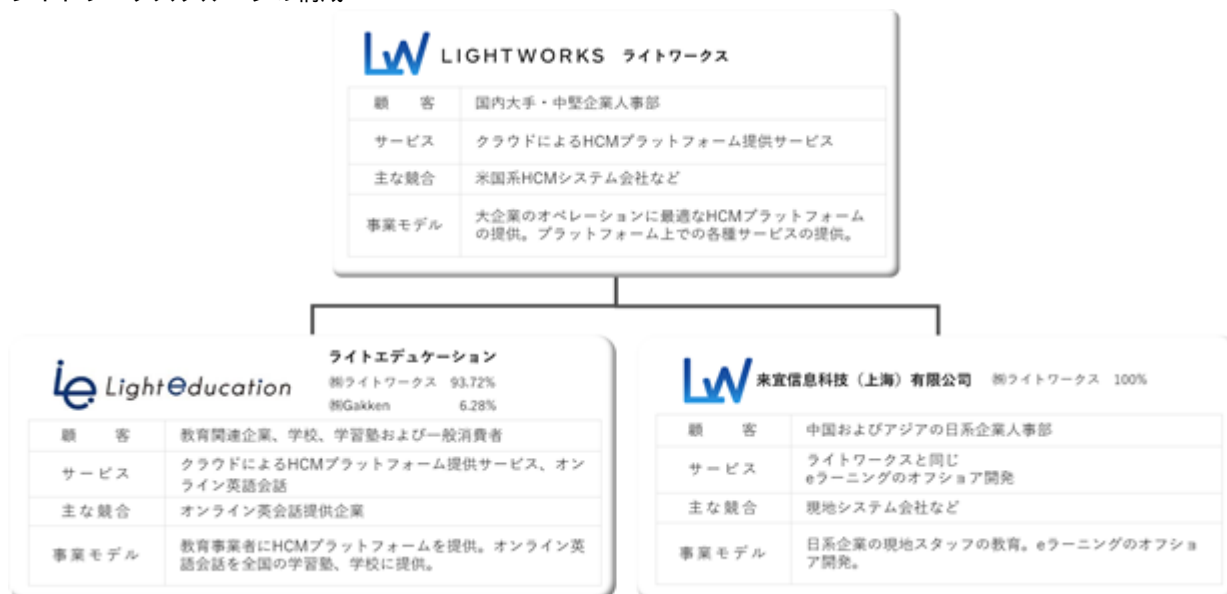 LW LIGHTWORKS ライトワークス
顧 客 国内大手・中堅企業人事部
サービス クラウドによるHCMプラットフォーム提供サービス
主な競合 米国系HCMシステム会社など
事業モデル 大企業のオペレーションに最適なHCMプラットフォーム
の提供。プラットフォーム上での各種サービスの提供。
le Lighteducation
ライトエデュケーション
㈱ライトワークス 93.72%
㈱Gakken 6.28%
顧 客 教育関連企業、学校、学習塾および一般消費者
サービス クラウドによるHCMプラットフォーム提供サービス、オン
ライン英語会話
主な競合 オンライン英会話提供企業
事業モデル 教育事業者にHCMプラットフォームを提供。オンライン英
語会話を全国の学習塾、学校に提供。
LW 来宜信息科技（上海）有限公司 ㈱ライトワークス 100%
顧 客 中国およびアジアの日系企業人事部
サービス ライトワークスと同じ
eラーニングのオフショア開発
主な競合 現地システム会社など
事業モデル 日系企業の現地スタッフの教育。eラーニングのオフショ
ア開発。